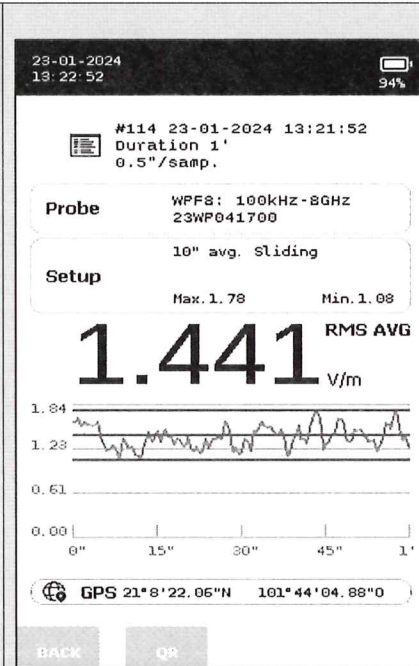 23-01-2024
13:22:52
94%
#114 23-01-2024 13:21:52
Duration 1'
0.5"/samp.
Probe
WPF8: 100kHz-8GHz
23WP041700
Setup
10" avg. Sliding
Max.1.78 Min.1.08
1.441
RMS AVG
V/m
1.84
1.23
0.61
0.00
0" 15" 30" 45" 1'
GPS 21°8'22.06"N 101°44'04.88"O
BACK QR